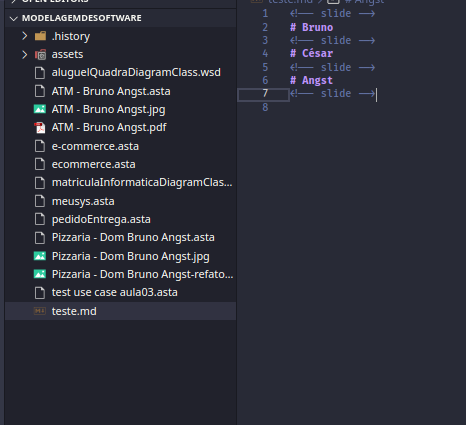 OPEN EDITORS
MODELAGEMDESOFTWARE
.history
assets
aluguelQuadraDiagramClass.wsd
ATM - Bruno Angst.asta
ATM - Bruno Angst.jpg
ATM - Bruno Angst.pdf
e-commerce.asta
ecommerce.asta
matriculaInformaticaDiagramClas...
meusys.asta
pedidoEntrega.asta
Pizzaria - Dom Bruno Angst.asta
Pizzaria - Dom Bruno Angst.jpg
Pizzaria - Dom Bruno Angst-refato...
test use case aula03.asta
teste.md
teste.md > # Angst
1 <!-- slide -->
2 # Bruno
3 <!-- slide -->
4 # César
5 <!-- slide -->
6 # Angst
7 <!-- slide -->
8